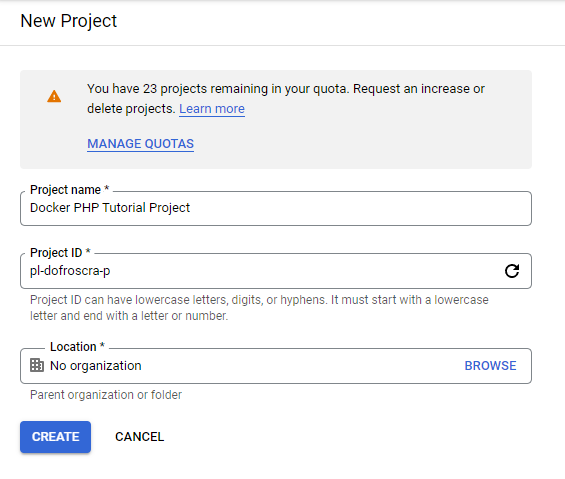 New Project
You have 23 projects remaining in your quota. Request an increase or
delete projects. Learn more
MANAGE QUOTAS
Project name *
Docker PHP Tutorial Project
Project ID *
pl-dofroscra-p
Project ID can have lowercase letters, digits, or hyphens. It must start with a lowercase
letter and end with a letter or number.
Location *
No organization BROWSE
Parent organization or folder
CREATE CANCEL